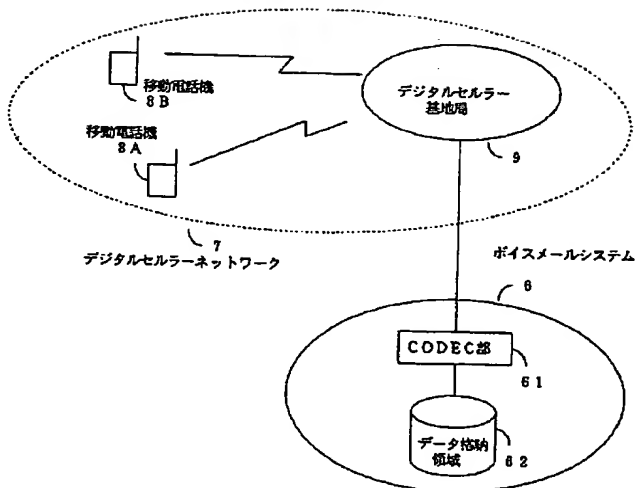 移動電話機
8B
デジタルセルラー
基地局
移動電話機
8A
9
7
デジタルセルラーネットワーク
ボイスメールシステム
6
CODEC部
61
データ格納
領域
62